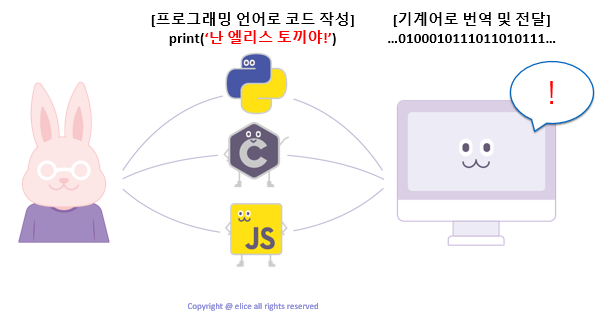 [프로그래밍 언어로 코드 작성]
print(‘난 엘리스 토끼야!’)
[기계어로 번역 및 전달]
...0100010111011010111...
!
C
JS
Copyright @ elice all rights reserved